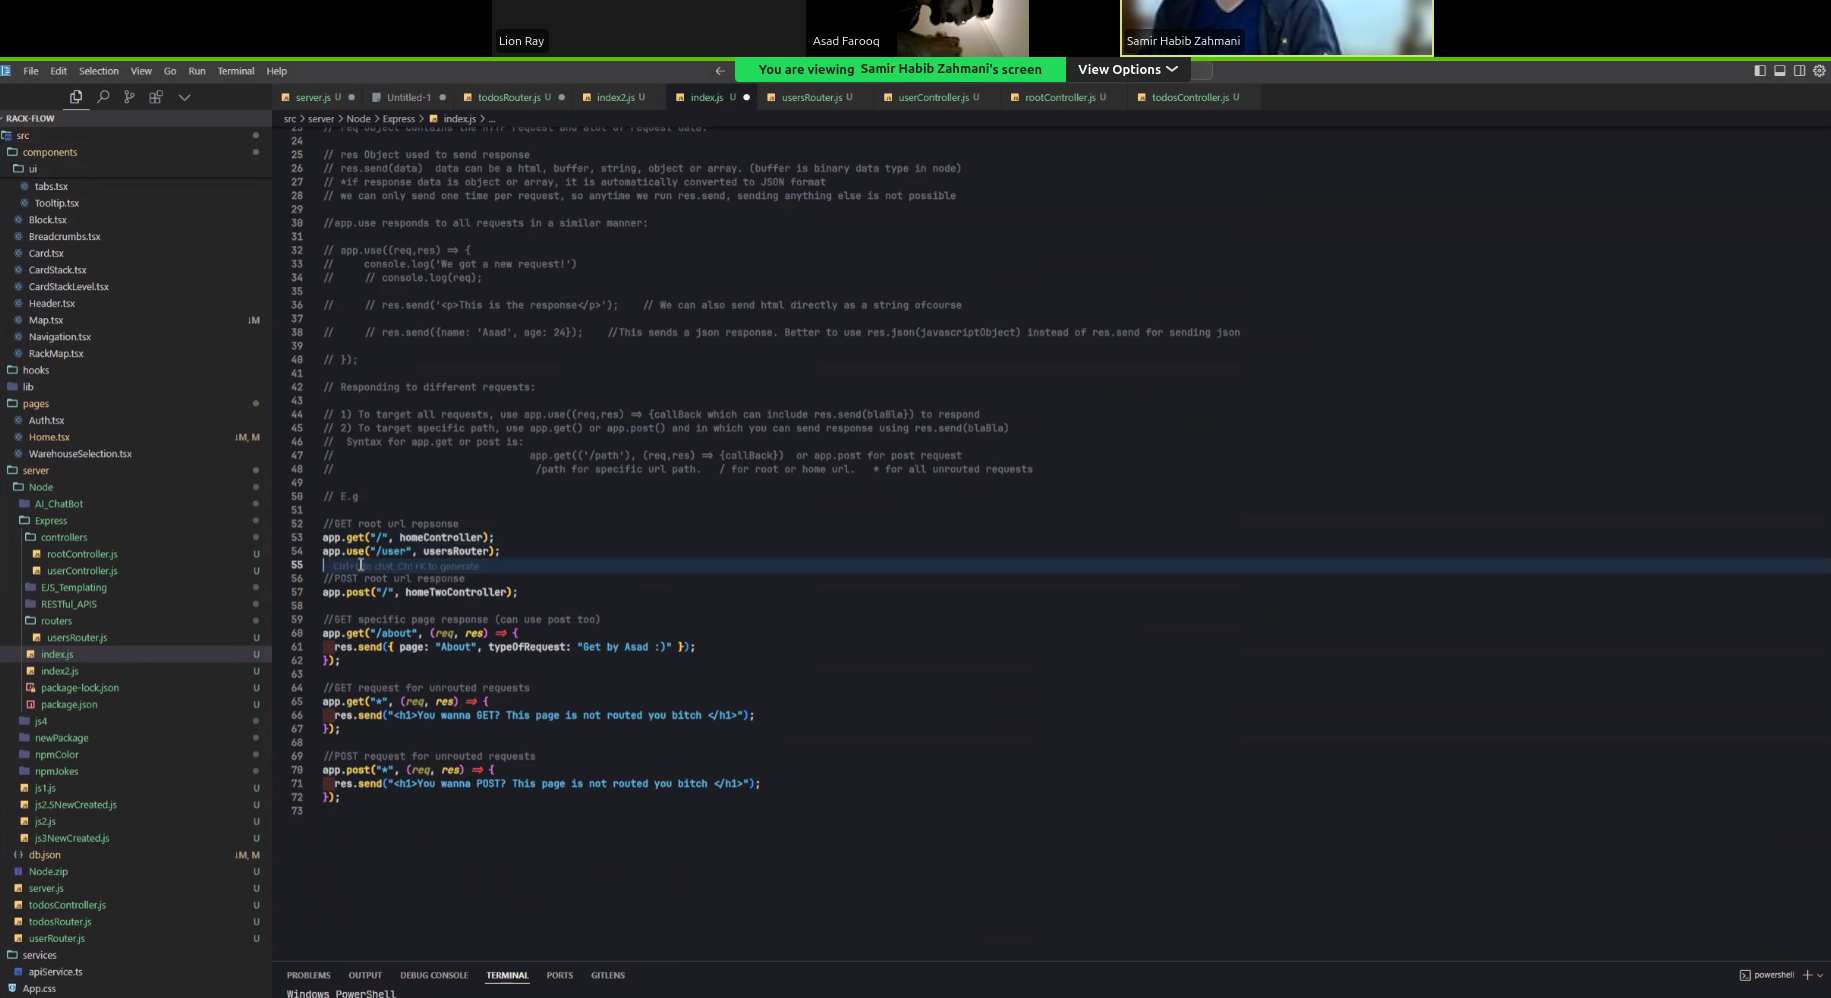 Lion Ray
Asad Farooq
Samir Habib Zahmani
File Edit Selection View Go Run Terminal Help
You are viewing Samir Habib Zahmani's screen
View Options
server.js U
Untitled-1
todosRouter.js U
index2.js U
index.js U
usersRouter.js U
userController.js U
rootController.js U
todosController.js U
src > server > Node > Express > index.js > ...
RACK-FLOW
src
components
ui
tabs.tsx
Tooltip.tsx
Block.tsx
Breadcrumbs.tsx
Card.tsx
CardStack.tsx
CardStackLevel.tsx
Header.tsx
Map.tsx ↓M
Navigation.tsx
RackMap.tsx
hooks
lib
pages
Auth.tsx
Home.tsx ↓M, M
WarehouseSelection.tsx
server
Node
AI_ChatBot
Express
controllers
rootController.js U
userController.js U
EJS_Templating
RESTful_APIS
routers
usersRouter.js U
index.js U
index2.js U
package-lock.json U
package.json U
js4
newPackage
npmColor
npmJokes
js1.js U
js2.5NewCreated.js U
js2.js U
js3NewCreated.js U
db.json ↓M, M
Node.zip U
server.js U
todosController.js U
todosRouter.js U
userRouter.js U
services
apiService.ts
App.css
23 // req object contains the HTTP request and alot of request data.
24
25 // res Object used to send response
26 // res.send(data)  data can be a html, buffer, string, object or array. (buffer is binary data type in node)
27 // *if response data is object or array, it is automatically converted to JSON format
28 // we can only send one time per request, so anytime we run res.send, sending anything else is not possible
29
30 //app.use responds to all requests in a similar manner:
31
32 // app.use((req,res) => {
33 //     console.log('We got a new request!')
34 //     // console.log(req);
35
36 //     // res.send('<p>This is the response</p>');    // We can also send html directly as a string ofcourse
37
38 //     // res.send({name: 'Asad', age: 24});    //This sends a json response. Better to use res.json(javascriptObject) instead of res.send for sending json
39
40 // });
41
42 // Responding to different requests:
43
44 // 1) To target all requests, use app.use((req,res) => {callBack which can include res.send(blaBla}) to respond
45 // 2) To target specific path, use app.get() or app.post() and in which you can send response using res.send(blaBla)
46 //  Syntax for app.get or post is:
47 //                                  app.get(('/path'), (req,res) => {callBack})  or app.post for post request
48 //                                   /path for specific url path.   / for root or home url.   * for all unrouted requests
49
50 // E.g
51
52 //GET root url repsonse
53 app.get("/", homeController);
54 app.use("/user", usersRouter);
55 to chat, Ctrl+K to generate
56 //POST root url response
57 app.post("/", homeTwoController);
58
59 //GET specific page response (can use post too)
60 app.get("/about", (req, res) => {
61   res.send({ page: "About", typeOfRequest: "Get by Asad :)" });
62 });
63
64 //GET request for unrouted requests
65 app.get("*", (req, res) => {
66   res.send("<h1>You wanna GET? This page is not routed you bitch </h1>");
67 });
68
69 //POST request for unrouted requests
70 app.post("*", (req, res) => {
71   res.send("<h1>You wanna POST? This page is not routed you bitch </h1>");
72 });
73
PROBLEMS OUTPUT DEBUG CONSOLE TERMINAL PORTS GITLENS
powershell
Windows PowerShell